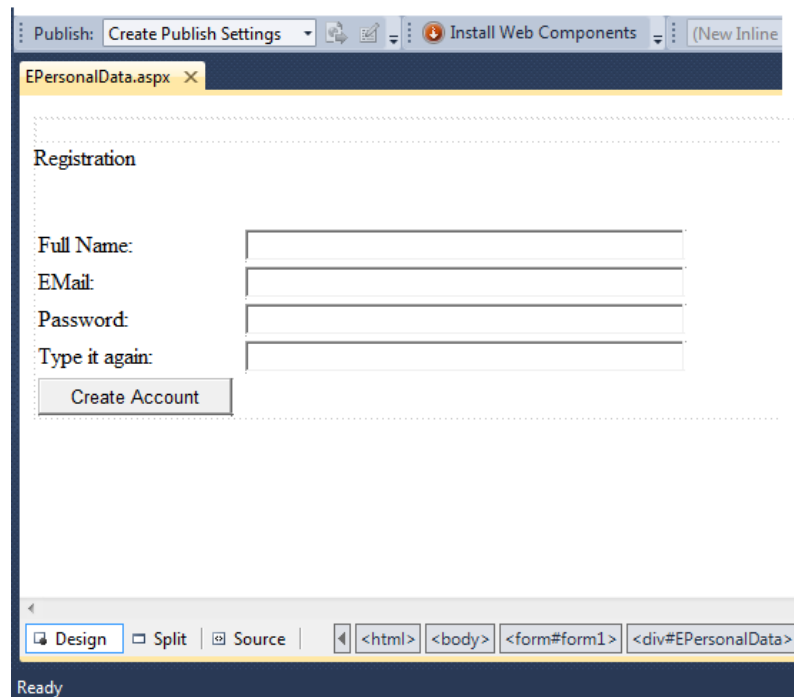 Publish: Create Publish Settings Install Web Components (New Inline
EPersonalData.aspx
Registration
Full Name:
EMail:
Password:
Type it again:
Create Account
Design Split Source <html> <body> <form#form1> <div#EPersonalData>
Ready